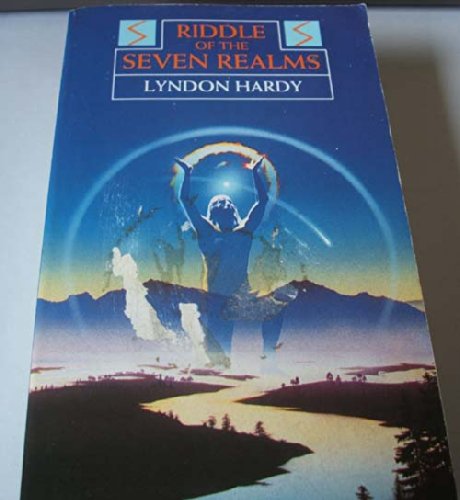 RIDDLE
OF THE
SEVEN REALMS
LYNDON HARDY